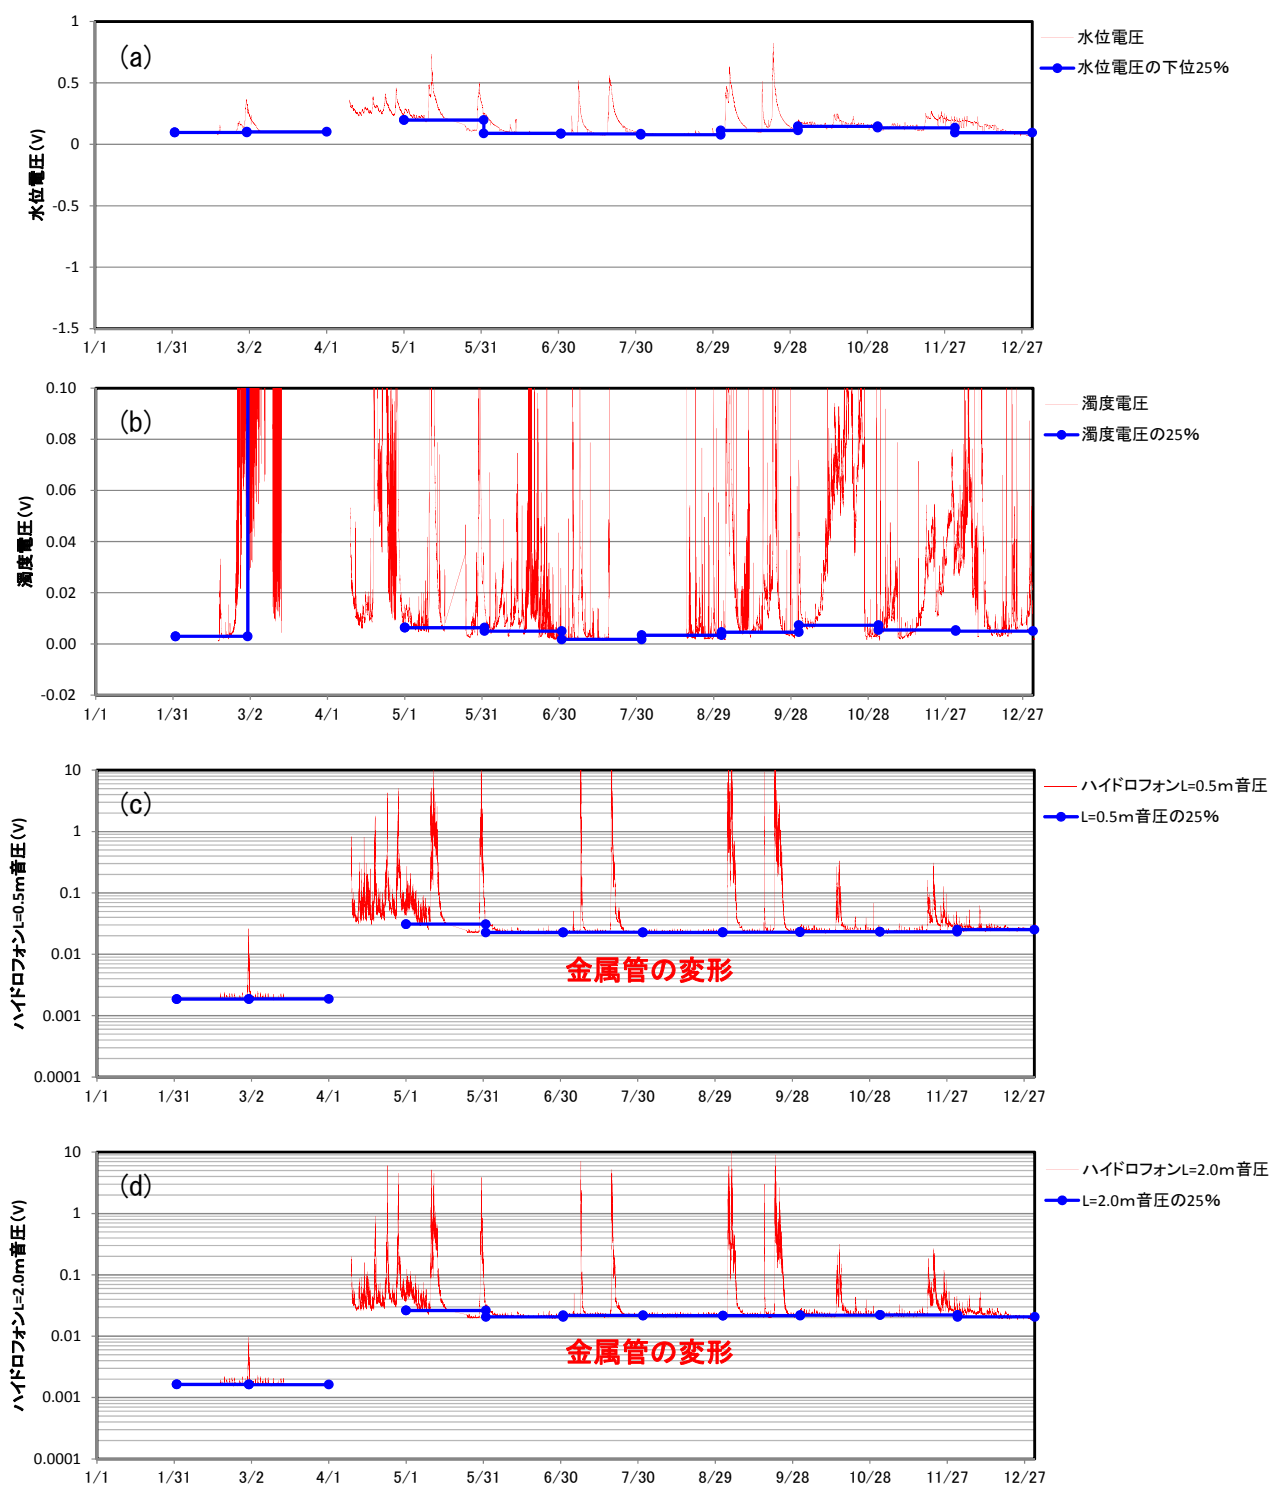 1
0.5
0
-0.5
-1
-1.5
水位電圧(V)
(a)
1/1 1/31 3/2 4/1 5/1 5/31 6/30 7/30 8/29 9/28 10/28 11/27 12/27
水位電圧
水位電圧の下位25%
0.10
0.08
0.06
0.04
0.02
0.00
-0.02
濁度電圧(V)
(b)
1/1 1/31 3/2 4/1 5/1 5/31 6/30 7/30 8/29 9/28 10/28 11/27 12/27
濁度電圧
濁度電圧の25%
10
1
0.1
0.01
0.001
0.0001
ハイドロフォンL=0.5m音圧(V)
(c)
金属管の変形
1/1 1/31 3/2 4/1 5/1 5/31 6/30 7/30 8/29 9/28 10/28 11/27 12/27
ハイドロフォンL=0.5m音圧
L=0.5m音圧の25%
10
1
0.1
0.01
0.001
0.0001
ハイドロフォンL=2.0m音圧(V)
(d)
金属管の変形
1/1 1/31 3/2 4/1 5/1 5/31 6/30 7/30 8/29 9/28 10/28 11/27 12/27
ハイドロフォンL=2.0m音圧
L=2.0m音圧の25%